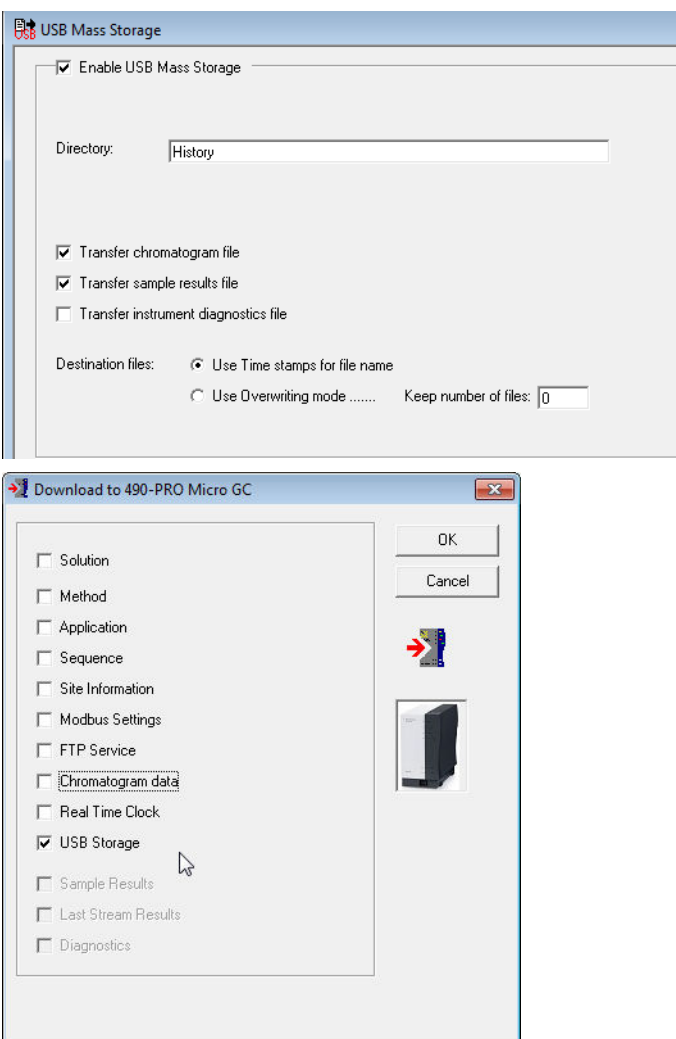 USB Mass Storage
Enable USB Mass Storage
Directory: History
Transfer chromatogram file
Transfer sample results file
Transfer instrument diagnostics file
Destination files: Use Time stamps for file name
Use Overwriting mode ....... Keep number of files: 0
Download to 490-PRO Micro GC
OK
Solution
Cancel
Method
Application
Sequence
Site Information
Modbus Settings
FTP Service
Chromatogram data
Real Time Clock
USB Storage
Sample Results
Last Stream Results
Diagnostics